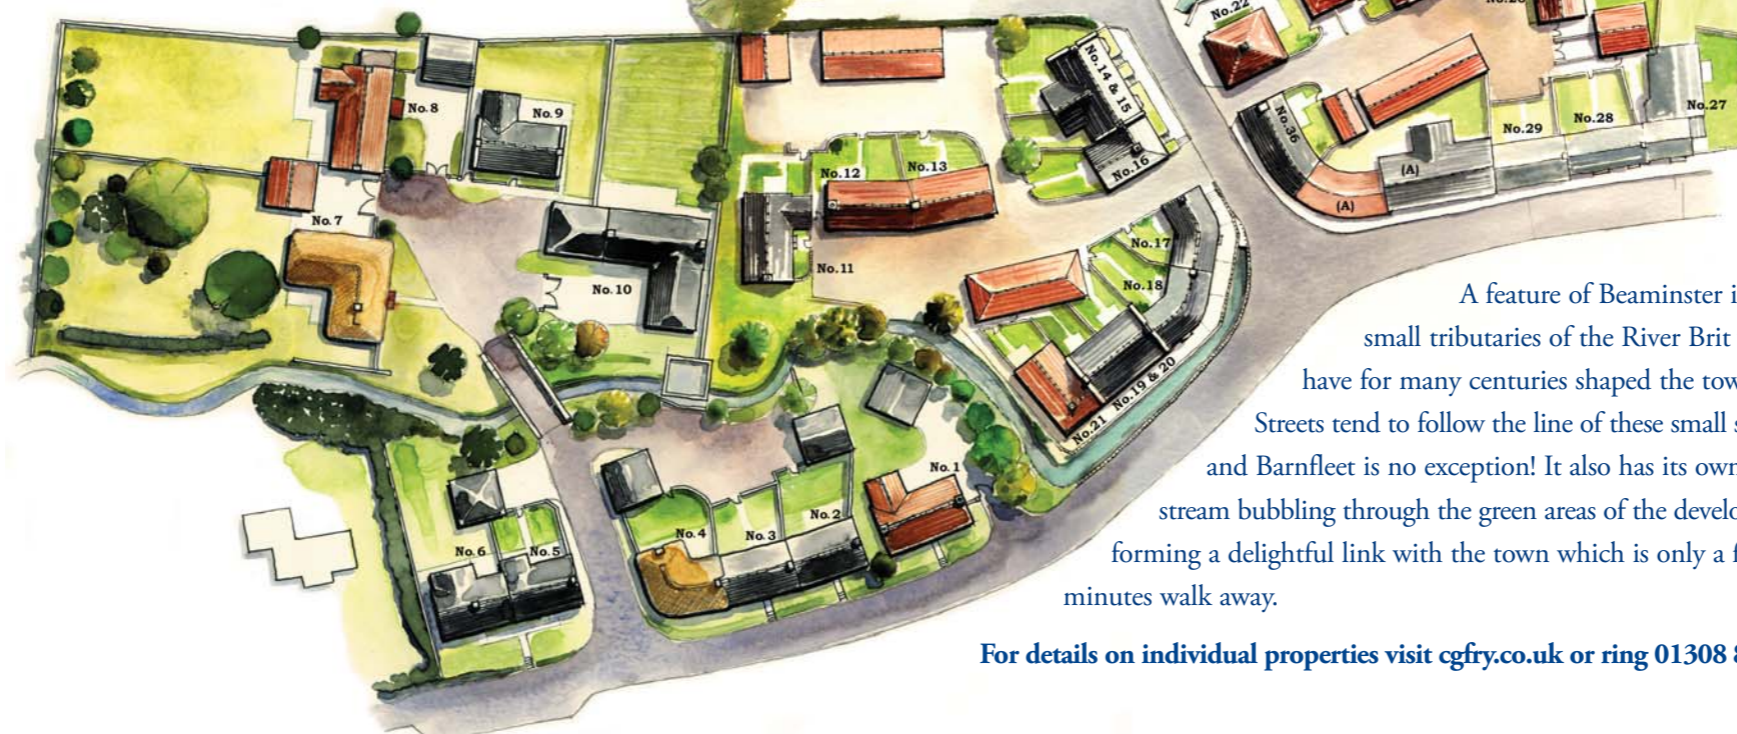 No.22
No.14 & 15
No.8
No.9
No.36
No.27
No.28
No.29
No.12
No.13
No.16
(A)
(A)
No.7
No.17
No.11
No.18
No.10
No.19 & 20
No.21
No.1
No.2
No.4
No.3
No.6
No.5
A feature of Beaminster
small tributaries of the River Brit
have for many centuries shaped the
Streets tend to follow the line of these small
and Barnfleet is no exception! It also has its own
stream bubbling through the green areas of the
forming a delightful link with the town which is only a
minutes walk away.
For details on individual properties visit cgfry.co.uk or ring 01308